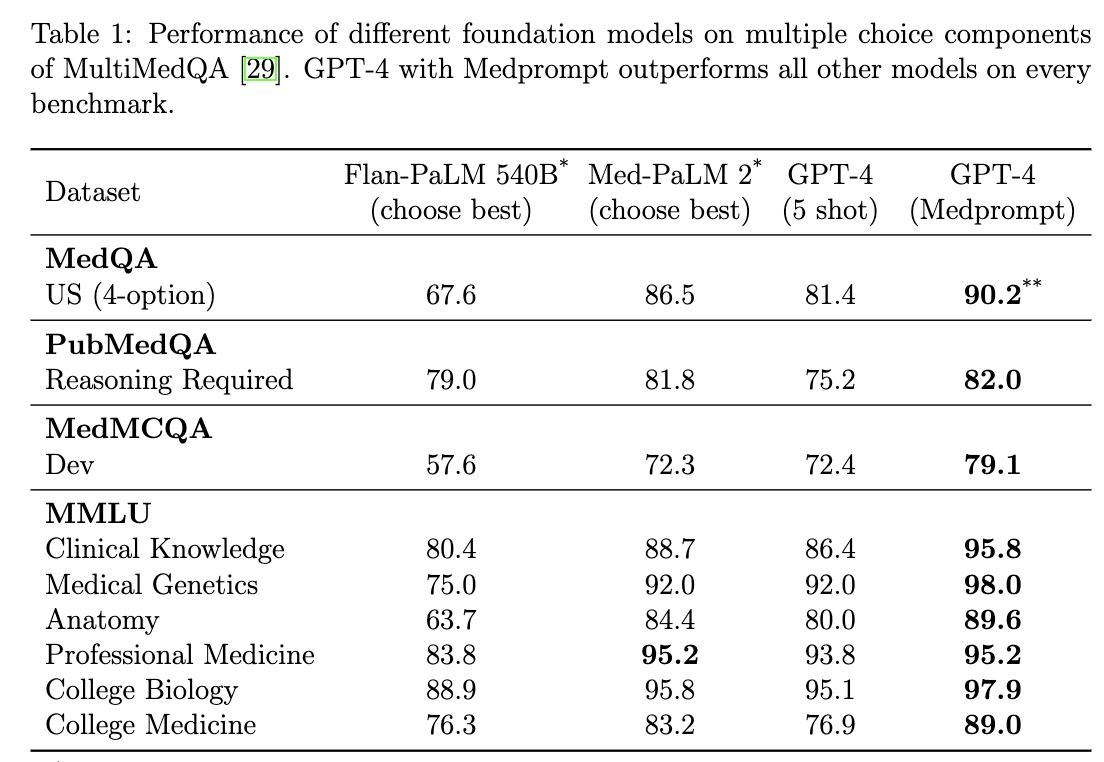 Table 1: Performance of different foundation models on multiple choice components
of MultiMedQA [29]. GPT-4 with Medprompt outperforms all other models on every
benchmark.
Dataset Flan-PaLM 540B* Med-PaLM 2* GPT-4 GPT-4
(choose best) (choose best) (5 shot) (Medprompt)
MedQA
US (4-option) 67.6 86.5 81.4 90.2**
PubMedQA
Reasoning Required 79.0 81.8 75.2 82.0
MedMCQA
Dev 57.6 72.3 72.4 79.1
MMLU
Clinical Knowledge 80.4 88.7 86.4 95.8
Medical Genetics 75.0 92.0 92.0 98.0
Anatomy 63.7 84.4 80.0 89.6
Professional Medicine 83.8 95.2 93.8 95.2
College Biology 88.9 95.8 95.1 97.9
College Medicine 76.3 83.2 76.9 89.0